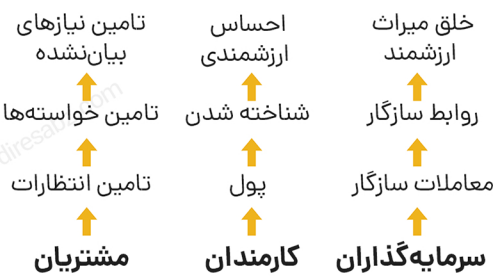 خلق میراث
ارزشمند
روابط سازگار
معاملات سازگار
سرمایه‌گذاران
احساس
ارزشمندی
شناخته شدن
پول
کارمندان
تامین نیازهای
بیان‌نشده
تامین خواسته‌ها
تامین انتظارات
مشتریان